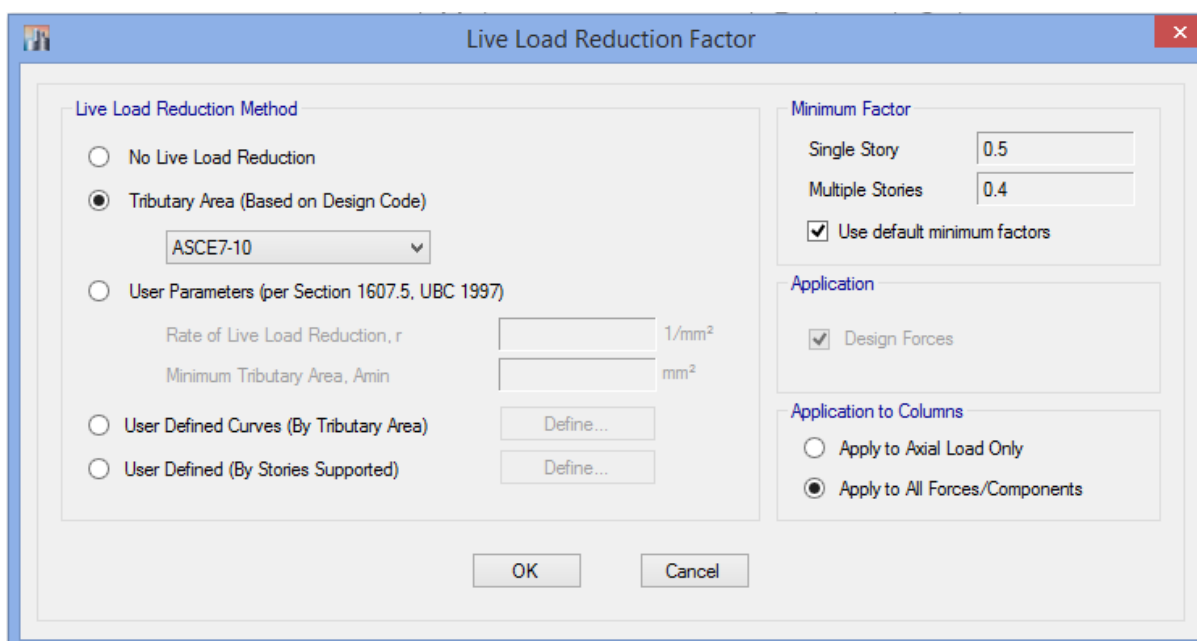 Live Load Reduction Factor
Live Load Reduction Method
No Live Load Reduction
Tributary Area (Based on Design Code)
ASCE7-10
User Parameters (per Section 1607.5, UBC 1997)
Rate of Live Load Reduction, r
1/mm²
Minimum Tributary Area, Amin
mm²
User Defined Curves (By Tributary Area)
Define...
User Defined (By Stories Supported)
Define...
Minimum Factor
Single Story
0.5
Multiple Stories
0.4
Use default minimum factors
Application
Design Forces
Application to Columns
Apply to Axial Load Only
Apply to All Forces/Components
OK
Cancel